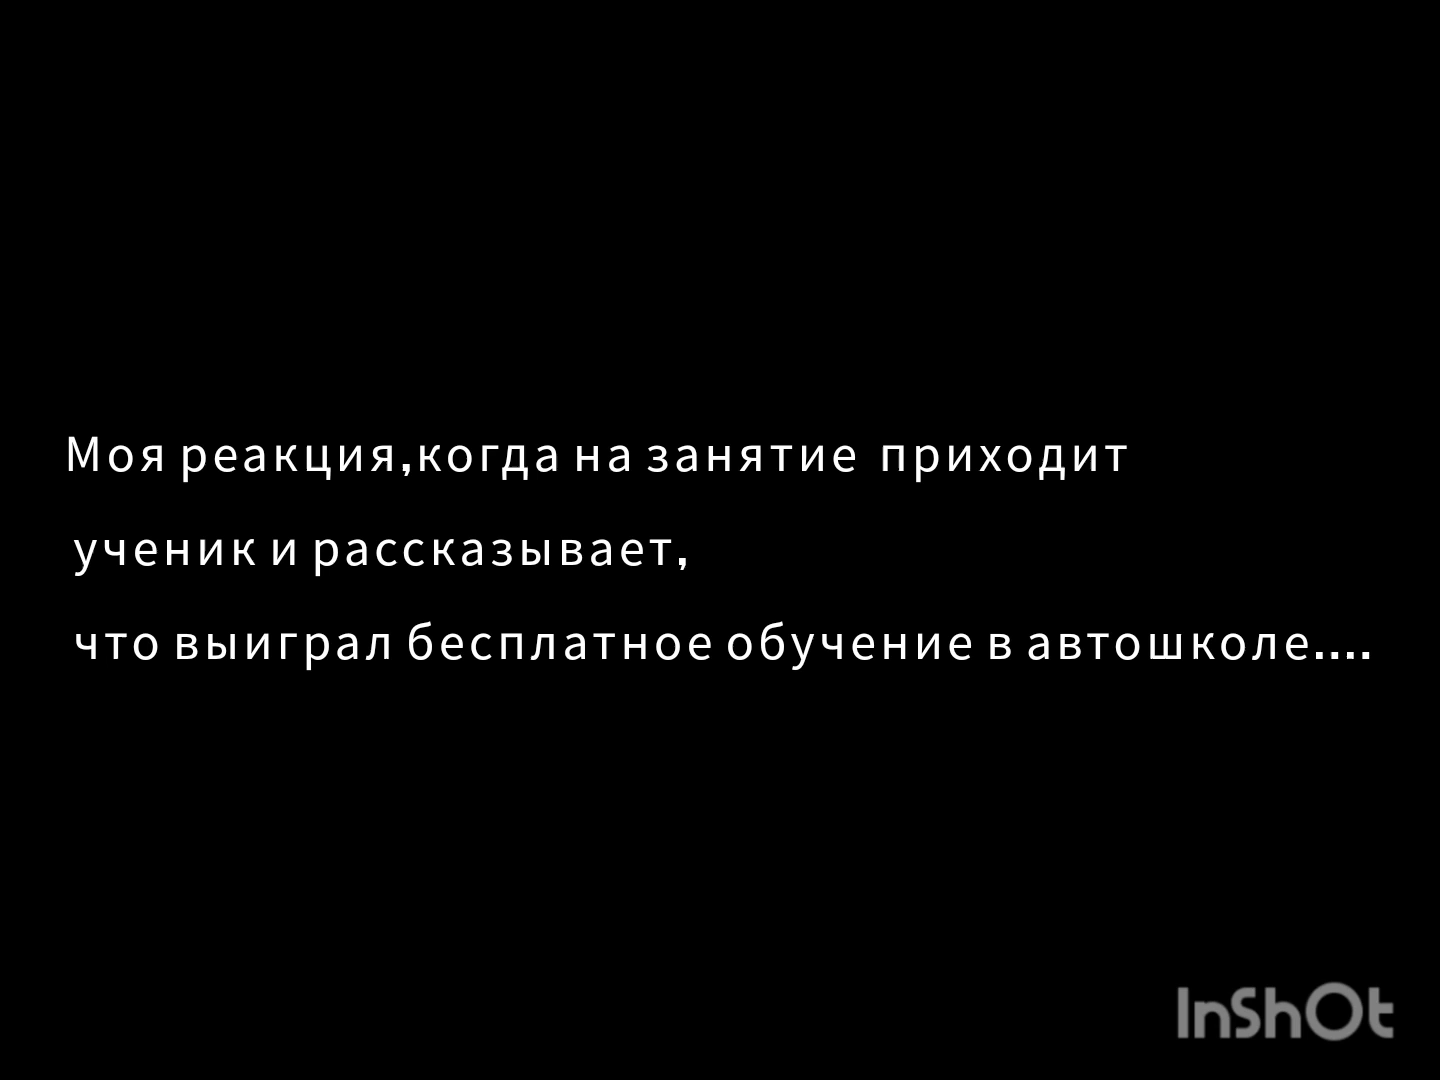 Моя реакция,когда на занятие приходит
ученик и рассказывает,
что выиграл бесплатное обучение в автошколе....
InShOt